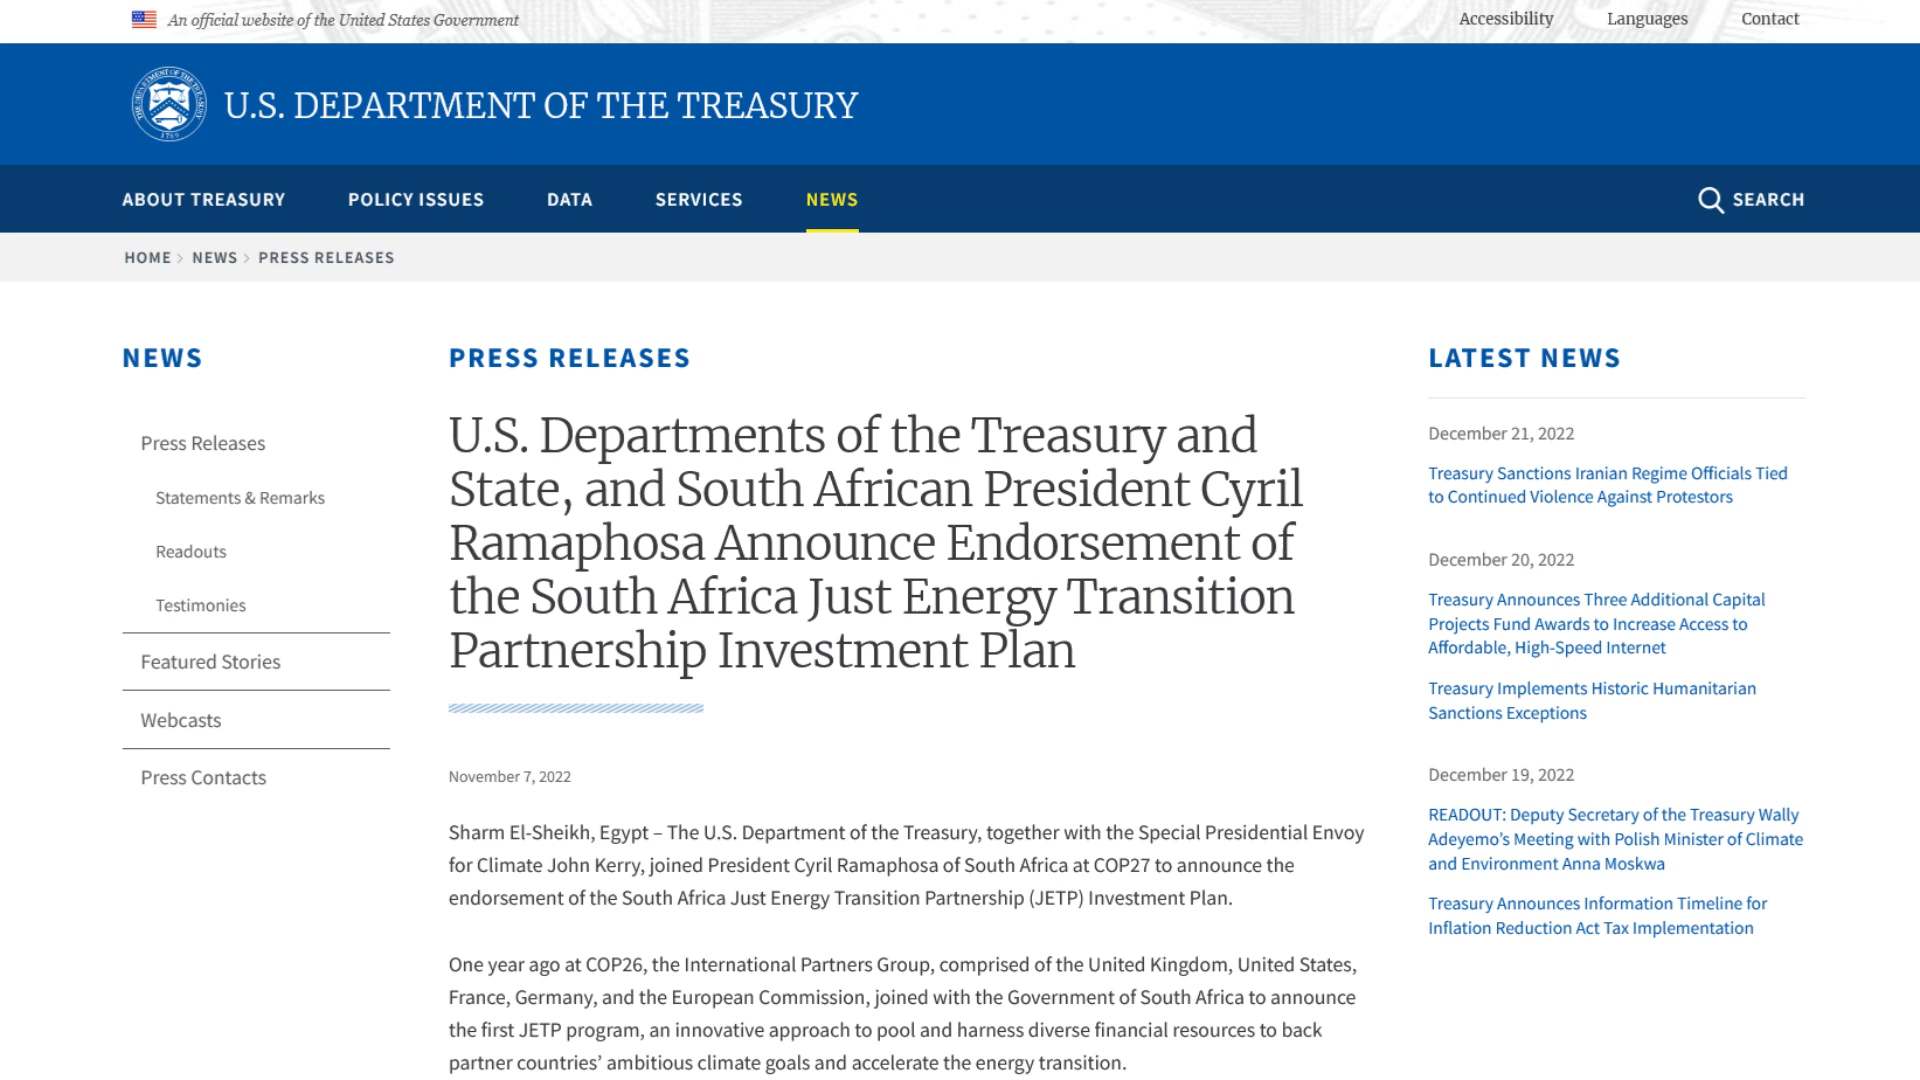 An official website of the United States Government
Accessibility
Languages
Contact
U.S. DEPARTMENT OF THE TREASURY
ABOUT TREASURY
POLICY ISSUES
DATA
SERVICES
NEWS
SEARCH
HOME > NEWS > PRESS RELEASES
NEWS
Press Releases
Statements & Remarks
Readouts
Testimonies
Featured Stories
Webcasts
Press Contacts
PRESS RELEASES
U.S. Departments of the Treasury and
State, and South African President Cyril
Ramaphosa Announce Endorsement of
the South Africa Just Energy Transition
Partnership Investment Plan
November 7, 2022
Sharm El-Sheikh, Egypt – The U.S. Department of the Treasury, together with the Special Presidential Envoy
for Climate John Kerry, joined President Cyril Ramaphosa of South Africa at COP27 to announce the
endorsement of the South Africa Just Energy Transition Partnership (JETP) Investment Plan.
One year ago at COP26, the International Partners Group, comprised of the United Kingdom, United States,
France, Germany, and the European Commission, joined with the Government of South Africa to announce
the first JETP program, an innovative approach to pool and harness diverse financial resources to back
partner countries’ ambitious climate goals and accelerate the energy transition.
LATEST NEWS
December 21, 2022
Treasury Sanctions Iranian Regime Officials Tied
to Continued Violence Against Protestors
December 20, 2022
Treasury Announces Three Additional Capital
Projects Fund Awards to Increase Access to
Affordable, High-Speed Internet
Treasury Implements Historic Humanitarian
Sanctions Exceptions
December 19, 2022
READOUT: Deputy Secretary of the Treasury Wally
Adeyemo’s Meeting with Polish Minister of Climate
and Environment Anna Moskwa
Treasury Announces Information Timeline for
Inflation Reduction Act Tax Implementation